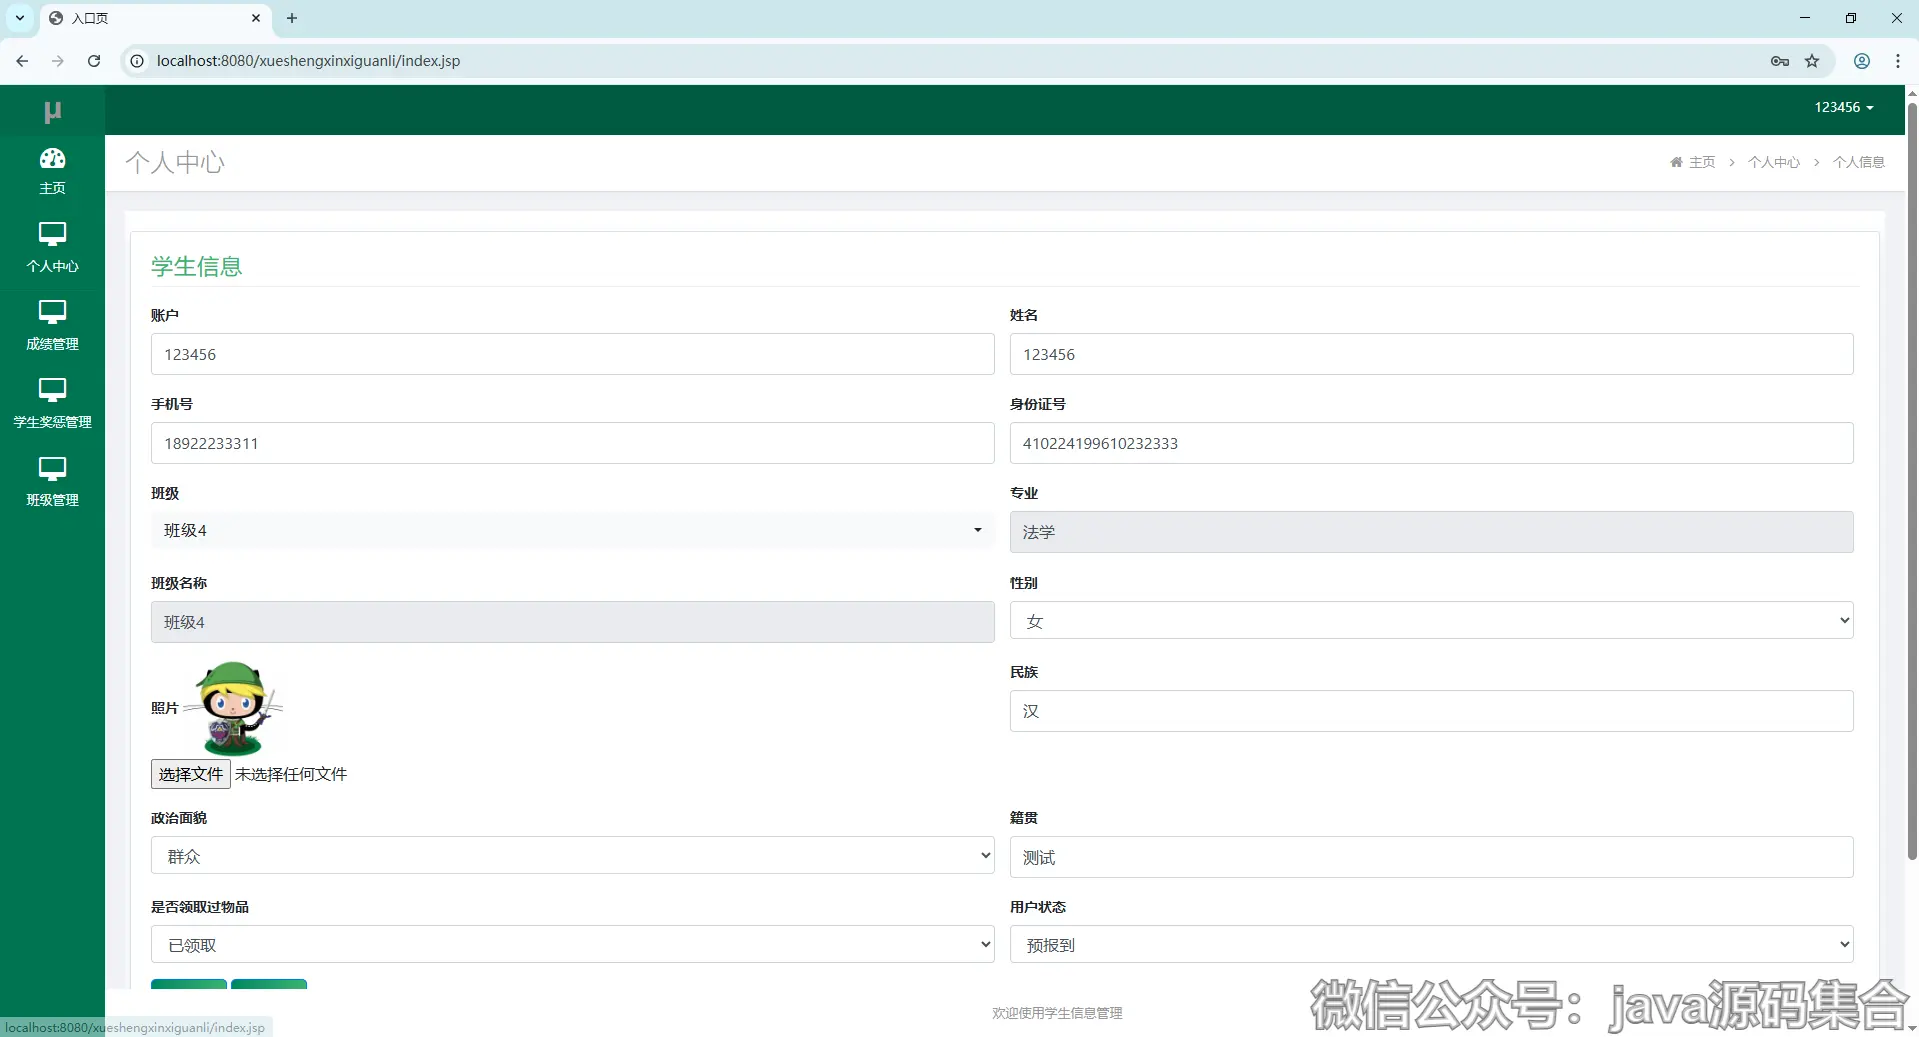 入口页
localhost:8080/xueshengxinxiguanli/index.jsp
µ
123456
主页
个人中心
成绩管理
学生奖惩管理
班级管理
个人中心
主页 > 个人中心 > 个人信息
学生信息
账户
姓名
123456
123456
手机号
身份证号
18922233311
410224199610232333
班级
专业
班级4
法学
班级名称
性别
班级4
女
照片
民族
汉
选择文件 未选择任何文件
政治面貌
籍贯
群众
测试
是否领取过物品
用户状态
已领取
预报到
欢迎使用学生信息管理
微信公众号：java源码集合
localhost:8080/xueshengxinxiguanli/index.jsp